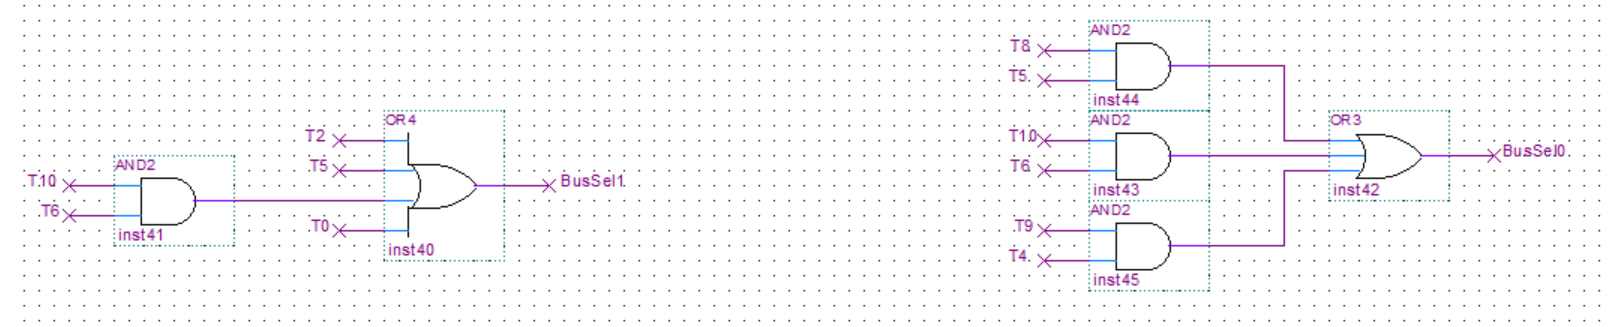 AND2
T10
T6
inst41
OR4
T2
T5
T0
inst40
BusSel1
AND2
T8
T5
inst44
AND2
T10
T6
inst43
AND2
T9
T4
inst45
OR3
inst42
BusSel0